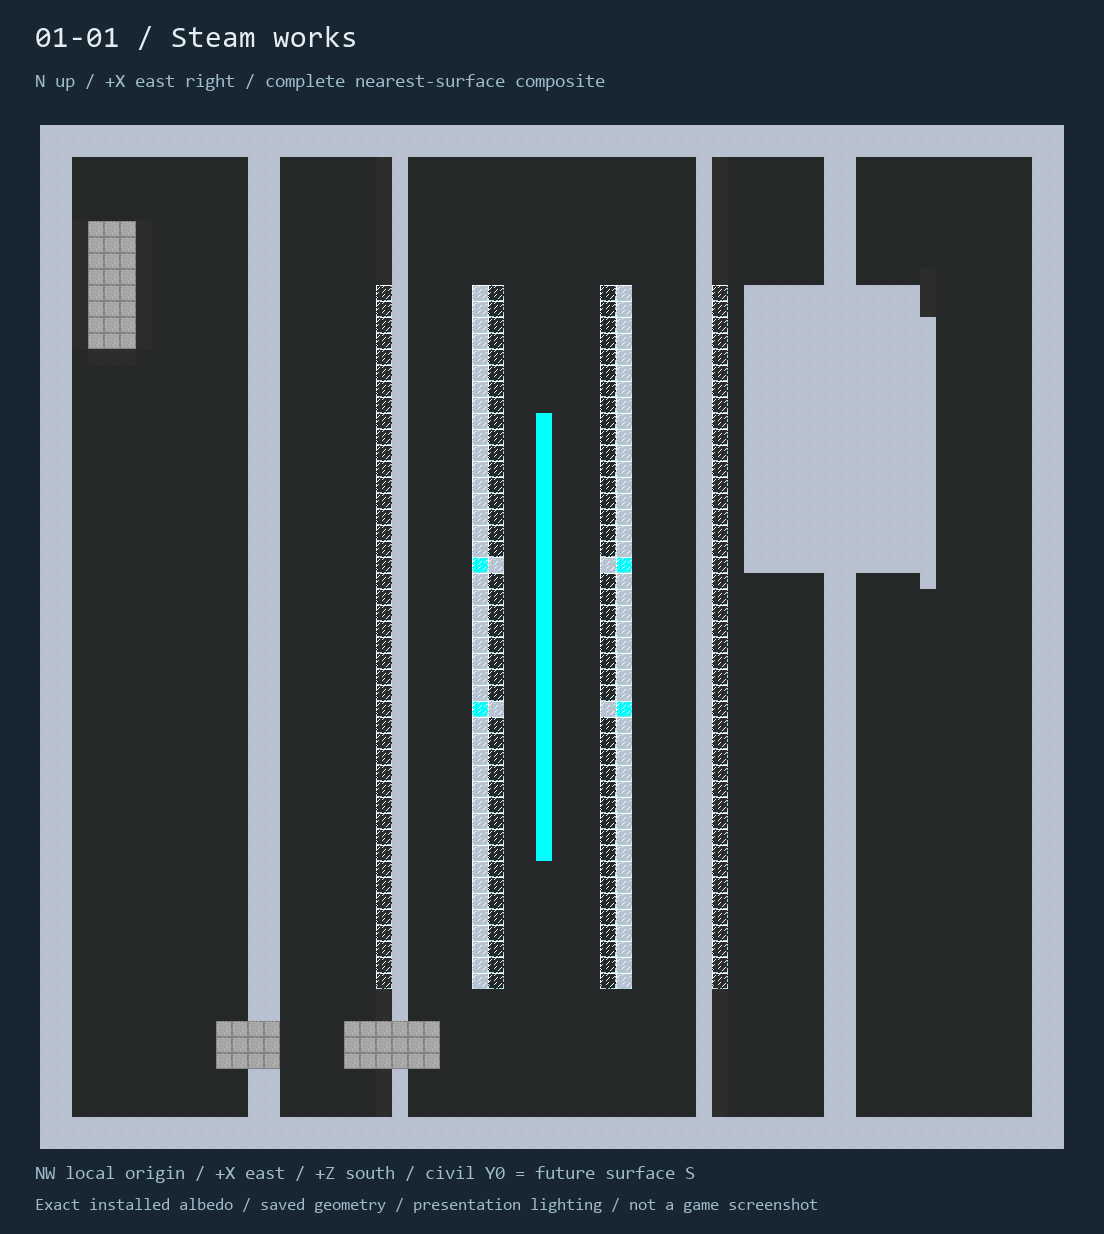 01-01 / Steam works
N up / +X east right / complete nearest-surface composite
NW local origin / +X east / +Z south / civil Y0 = future surface S
Exact installed albedo / saved geometry / presentation lighting / not a game screenshot